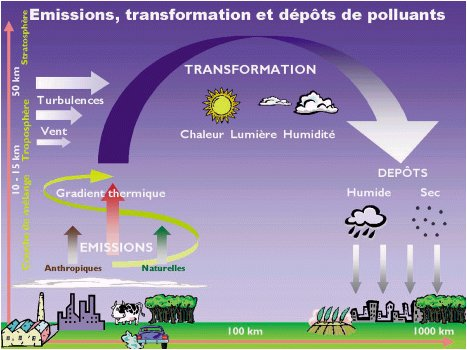 Emissions, transformation et dépôts de polluants
Stratosphère
50 km
Troposphère
10 - 15 km
Couche de mélange
TRANSFORMATION
Turbulences
Vent
Chaleur Lumière Humidité
DEPÔTS
Humide Sec
Gradient thermique
EMISSIONS
Anthropiques Naturelles
100 km 1000 km